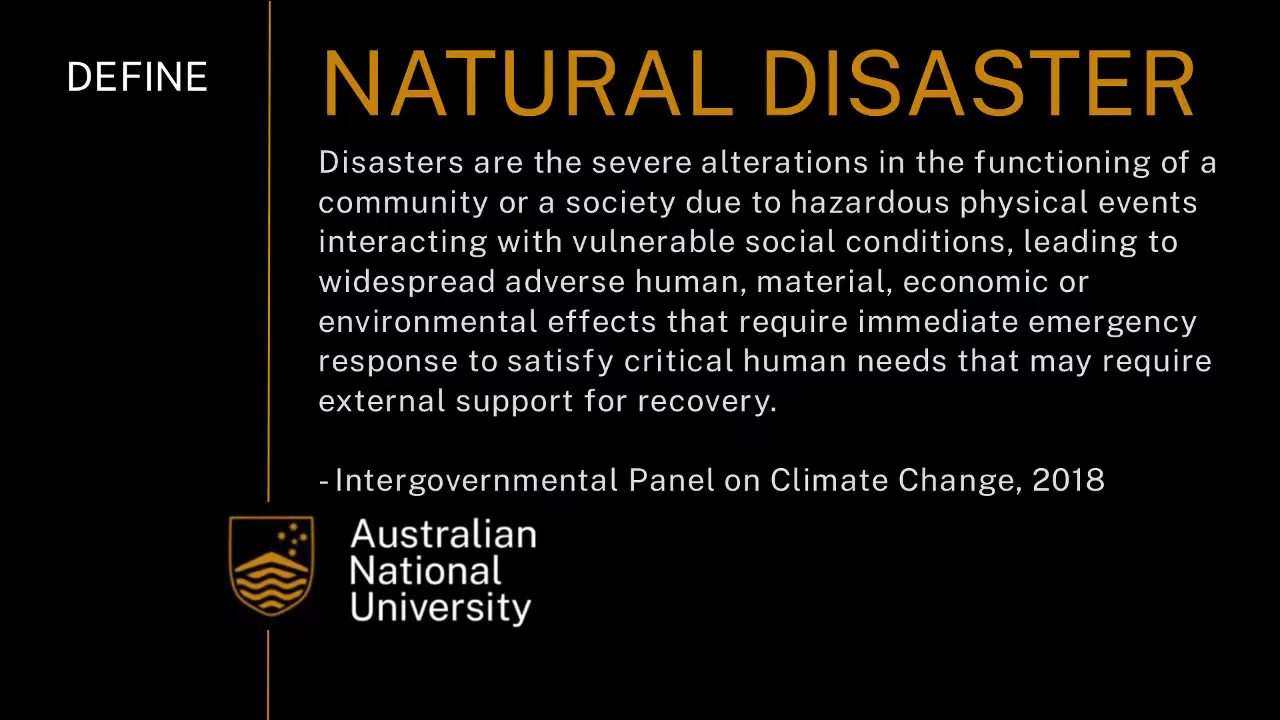 DEFINE
NATURAL DISASTER
Disasters are the severe alterations in the functioning of a
community or a society due to hazardous physical events
interacting with vulnerable social conditions, leading to
widespread adverse human, material, economic or
environmental effects that require immediate emergency
response to satisfy critical human needs that may require
external support for recovery.
- Intergovernmental Panel on Climate Change, 2018
Australian
National
University